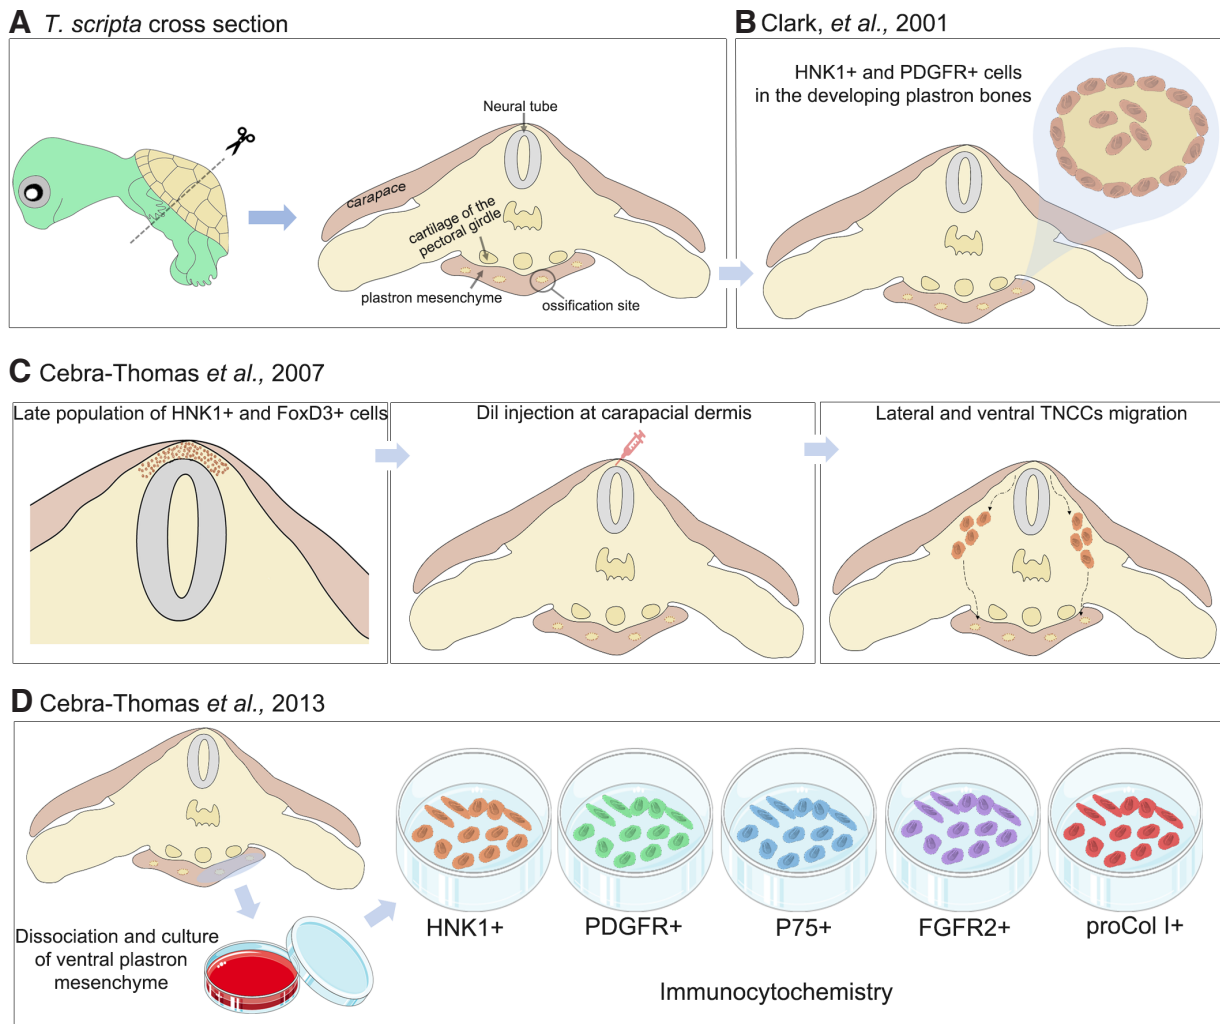 A T. scripta cross section
Neural tube
carapace
cartilage of the
pectoral girdle
plastron mesenchyme
ossification site
B Clark, et al., 2001
HNK1+ and PDGFR+ cells
in the developing plastron bones
C Cebra-Thomas et al., 2007
Late population of HNK1+ and FoxD3+ cells
Dil injection at carapacial dermis
Lateral and ventral TNCCs migration
D Cebra-Thomas et al., 2013
Dissociation and culture
of ventral plastron
mesenchyme
HNK1+
PDGFR+
P75+
FGFR2+
proCol I+
Immunocytochemistry